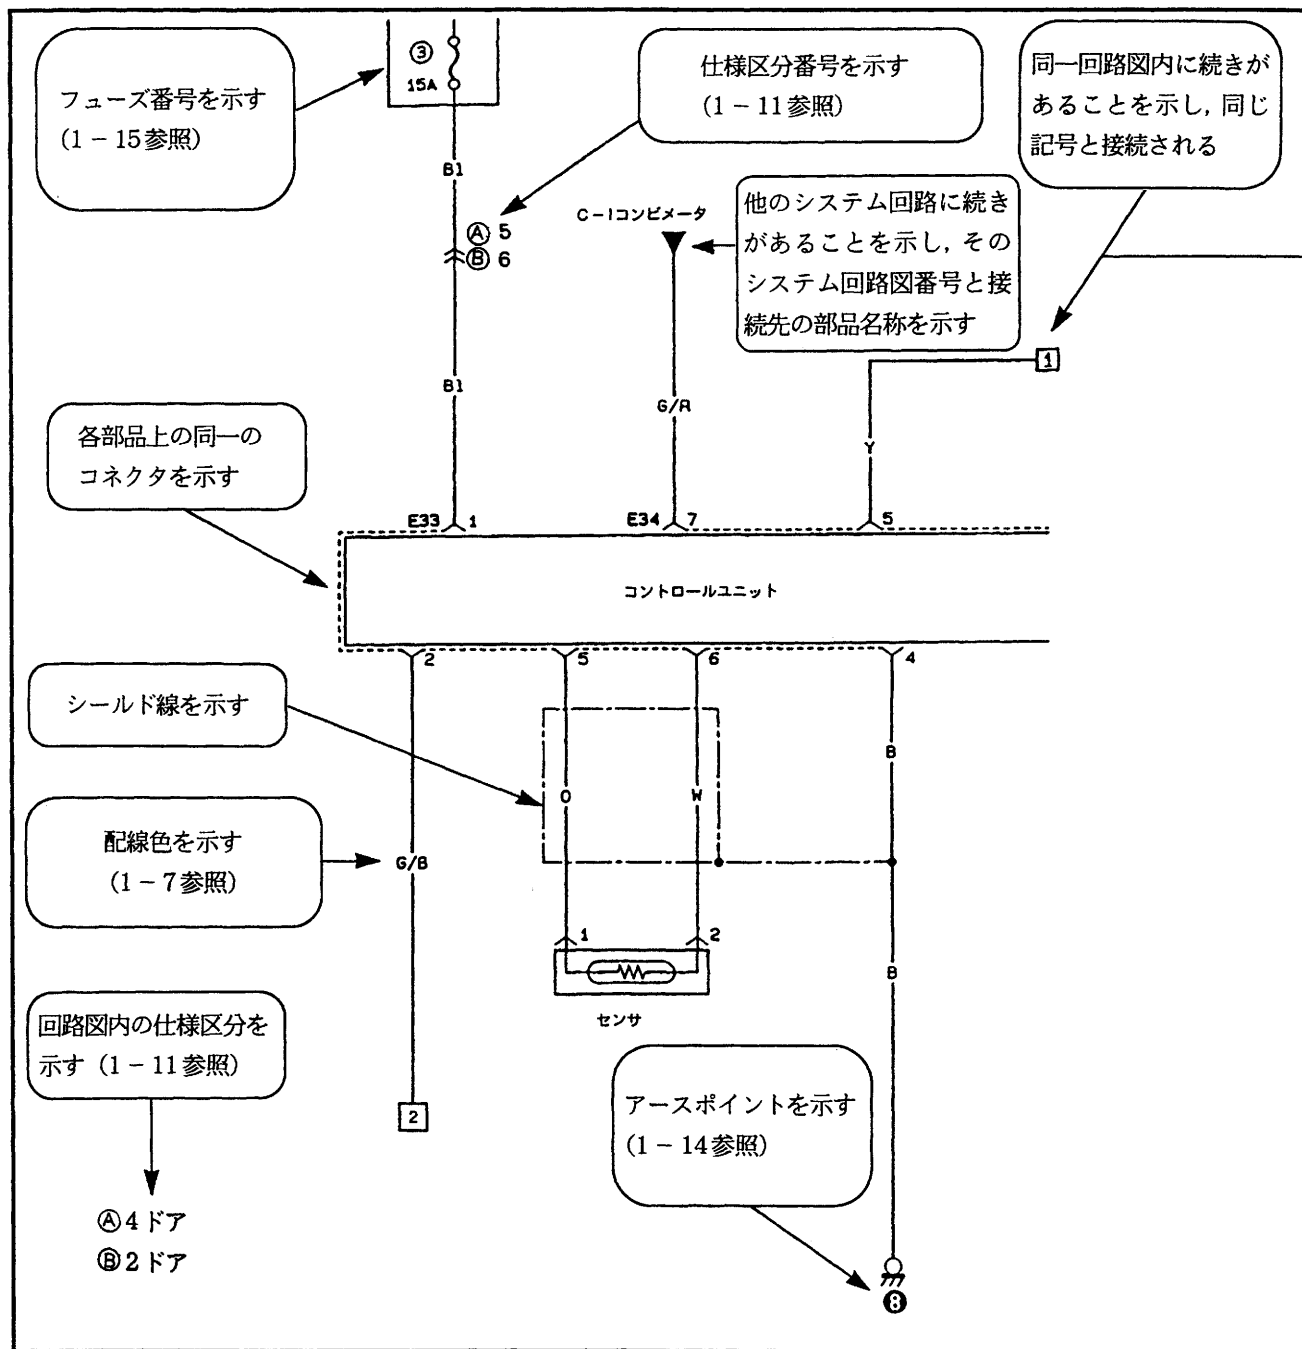 フューズ番号を示す
(1－15参照)
③
15A
仕様区分番号を示す
(1－11参照)
同一回路図内に続きが
あることを示し, 同じ
記号と接続される
B1
Ⓐ 5
Ⓑ 6
C-1コンビメータ
他のシステム回路に続き
があることを示し, その
システム回路図番号と接
続先の部品名称を示す
1
B1
G/R
Y
各部品上の同一の
コネクタを示す
E33 1
E34 7
5
コントロールユニット
2
5
6
4
シールド線を示す
B
O
W
配線色を示す
(1－7参照)
G/B
1
2
B
センサ
回路図内の仕様区分を
示す (1－11参照)
2
アースポイントを示す
(1－14参照)
Ⓐ4ドア
Ⓑ2ドア
❽